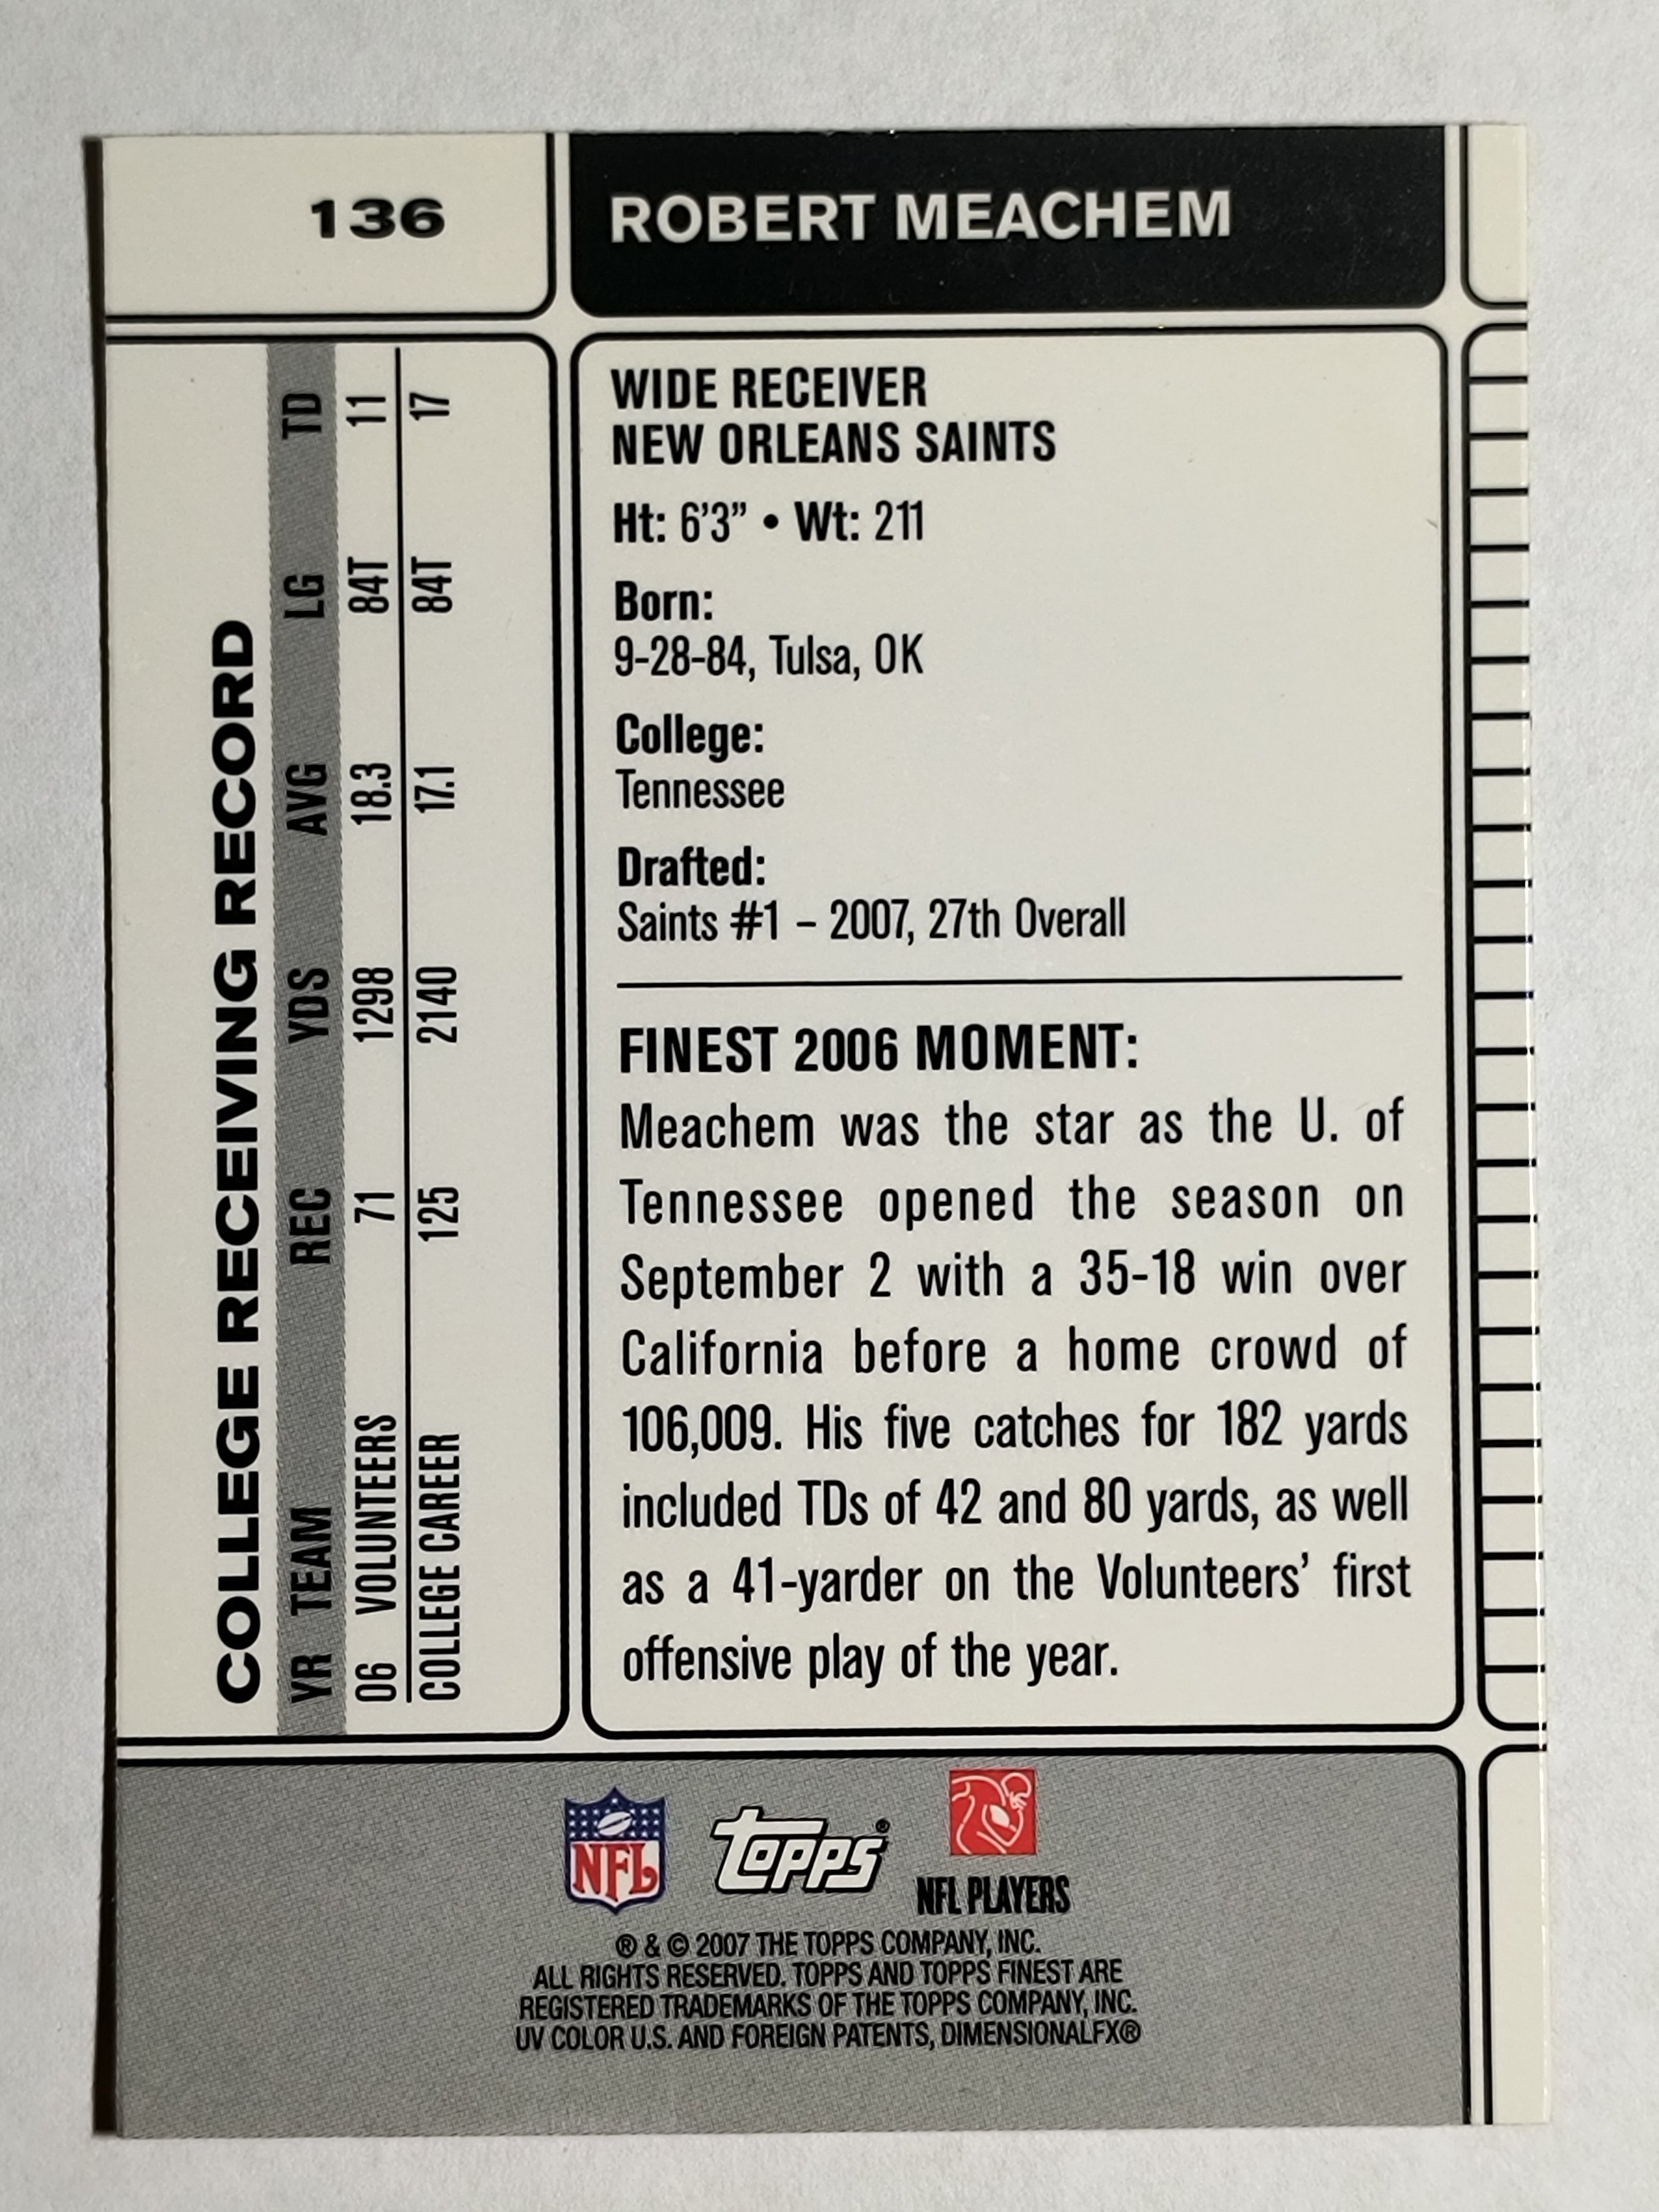 136
ROBERT MEACHEM
COLLEGE RECEIVING RECORD
YR TEAM REC YDS AVG LG TD
06 VOLUNTEERS 71 1298 18.3 84T 11
COLLEGE CAREER 125 2140 17.1 84T 17
WIDE RECEIVER
NEW ORLEANS SAINTS
Ht: 6'3” • Wt: 211
Born:
9-28-84, Tulsa, OK
College:
Tennessee
Drafted:
Saints #1 – 2007, 27th Overall
FINEST 2006 MOMENT:
Meachem was the star as the U. of
Tennessee opened the season on
September 2 with a 35-18 win over
California before a home crowd of
106,009. His five catches for 182 yards
included TDs of 42 and 80 yards, as well
as a 41-yarder on the Volunteers’ first
offensive play of the year.
NFL
Topps®
NFL PLAYERS
® & © 2007 THE TOPPS COMPANY, INC.
ALL RIGHTS RESERVED. TOPPS AND TOPPS FINEST ARE
REGISTERED TRADEMARKS OF THE TOPPS COMPANY, INC.
UV COLOR U.S. AND FOREIGN PATENTS, DIMENSIONALFX®